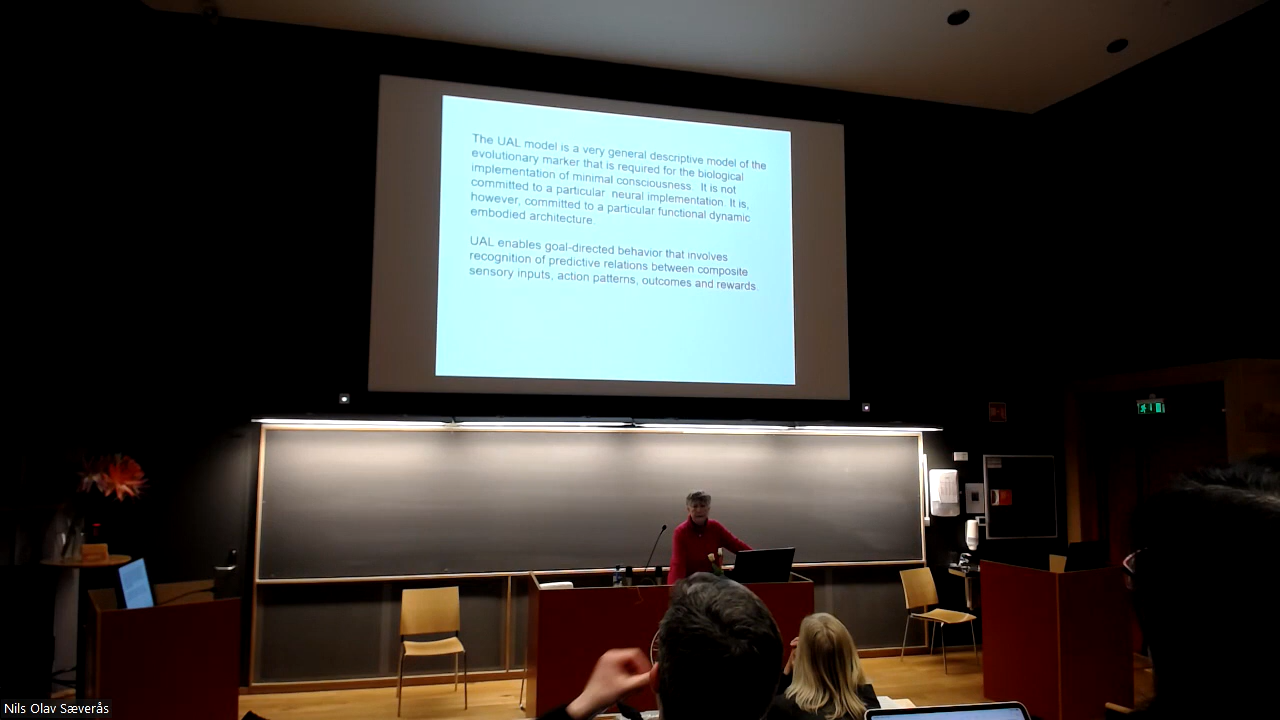 The UAL model is a very general descriptive model of the
evolutionary marker that is required for the biological
implementation of minimal consciousness. It is not
committed to a particular neural implementation. It is,
however, committed to a particular functional dynamic
embodied architecture.
UAL enables goal-directed behavior that involves
recognition of predictive relations between composite
sensory inputs, action patterns, outcomes and rewards.
Nils Olav Sæverås